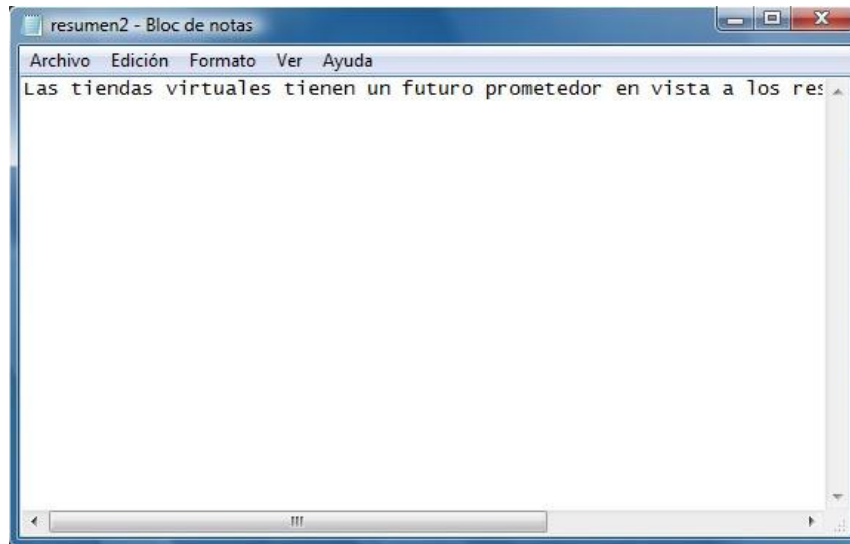 resumen2 - Bloc de notas
Archivo Edición Formato Ver Ayuda
Las tiendas virtuales tienen un futuro prometedor en vista a los